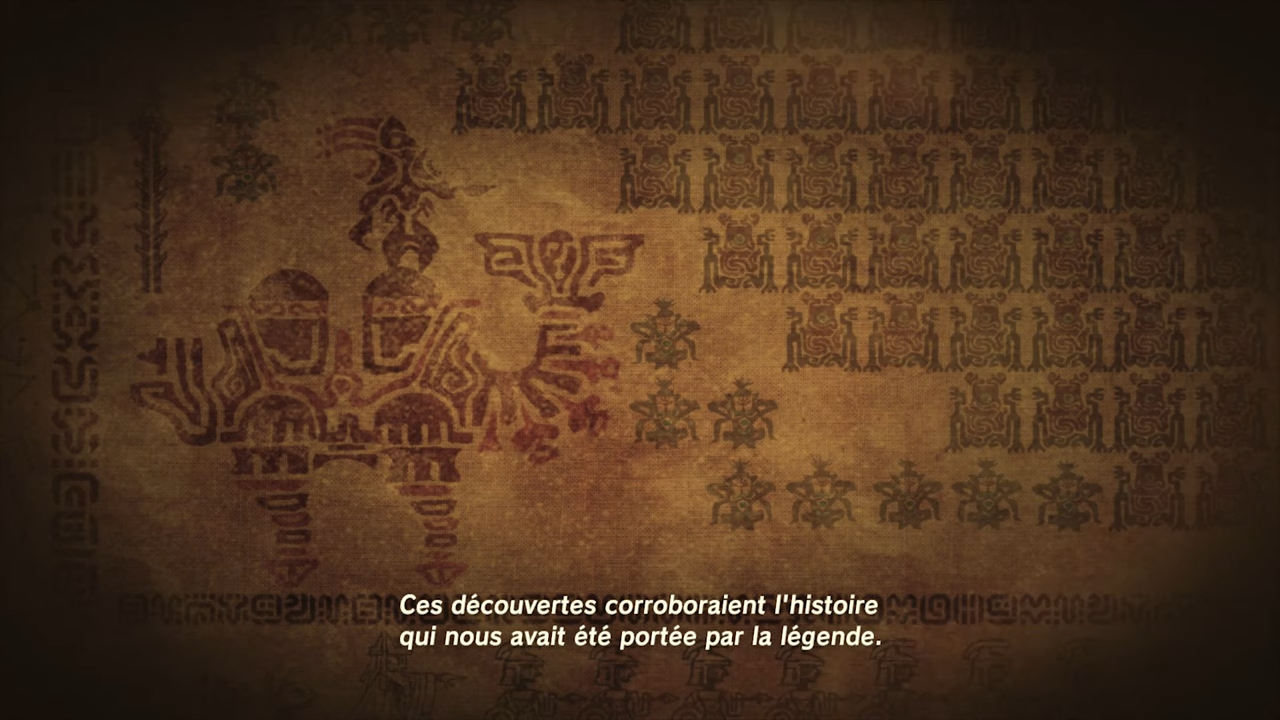 Ces découvertes corroboraient l'histoire
qui nous avait été portée par la légende.